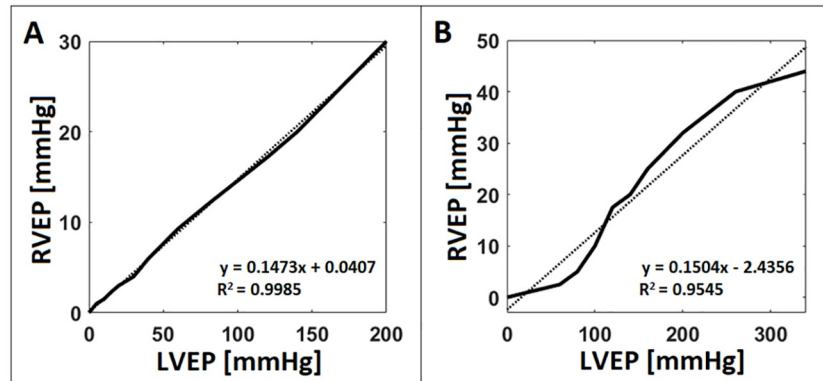 A
RVEP [mmHg]
30
20
10
0
y = 0.1473x + 0.0407
R² = 0.9985
0 50 100 150 200
LVEP [mmHg]
B
RVEP [mmHg]
50
40
30
20
10
0
y = 0.1504x - 2.4356
R² = 0.9545
0 100 200 300
LVEP [mmHg]